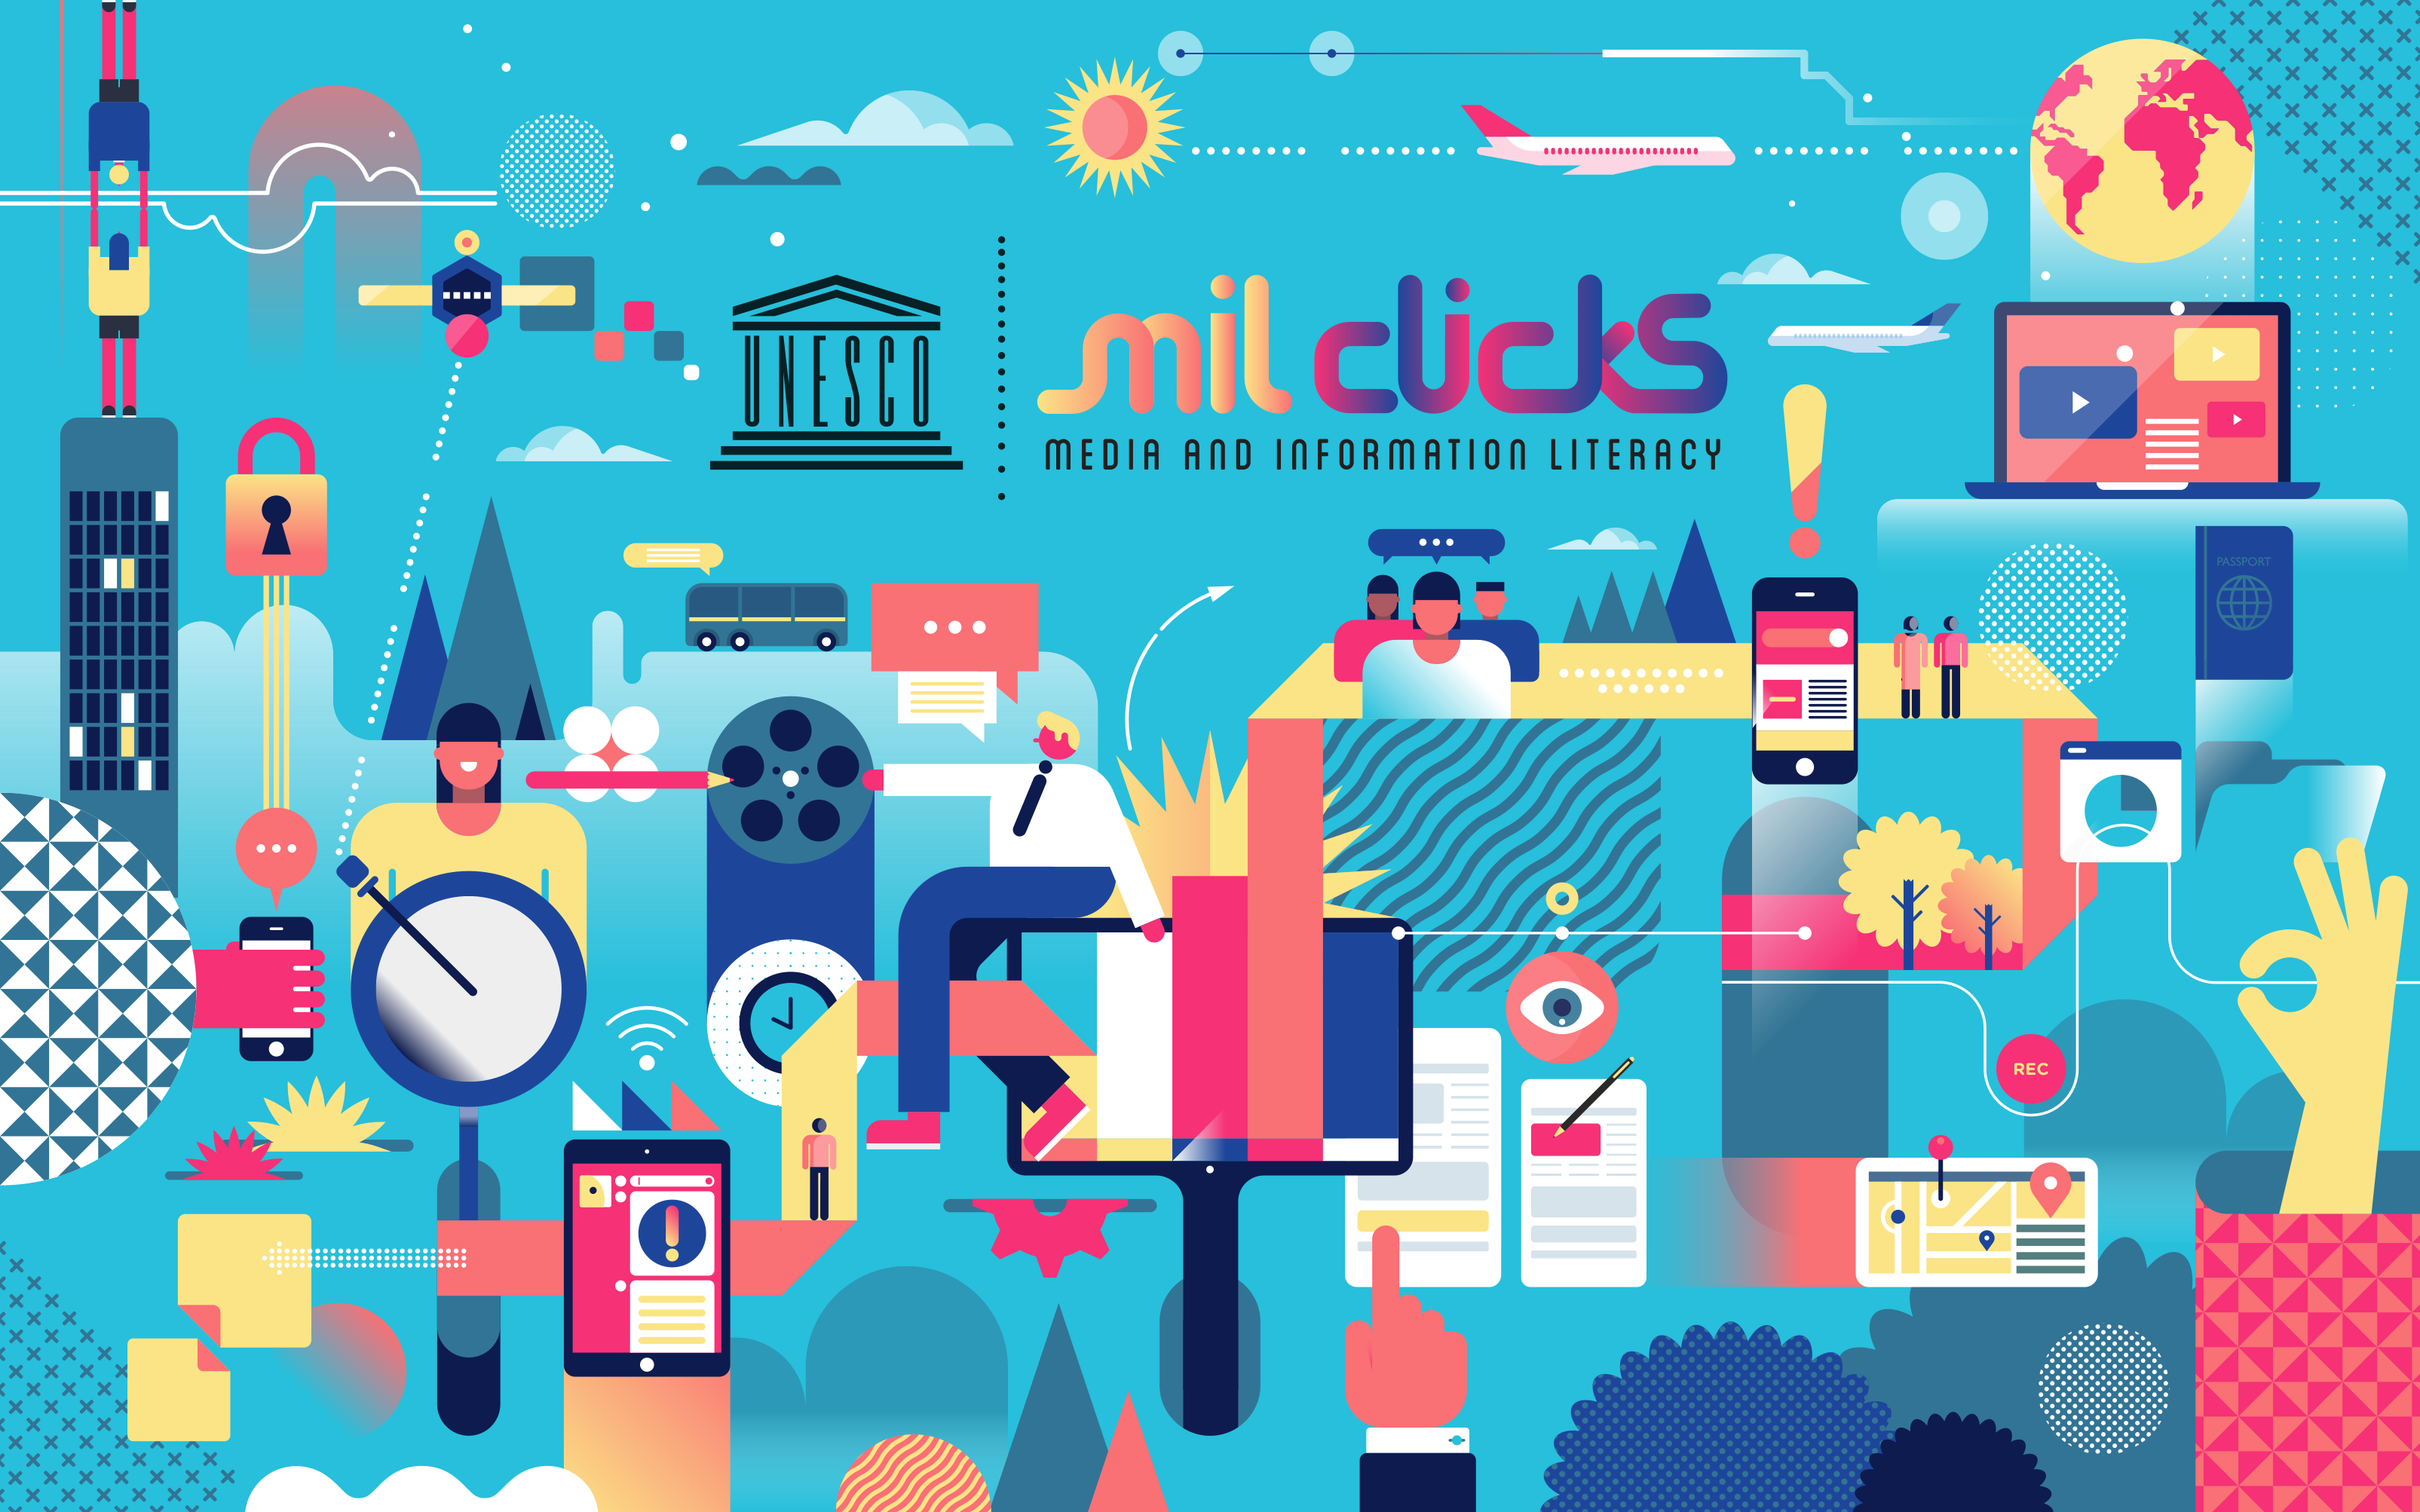 UNESCO
mil clicks
MEDIA AND INFORMATION LITERACY
PASSPORT
REC